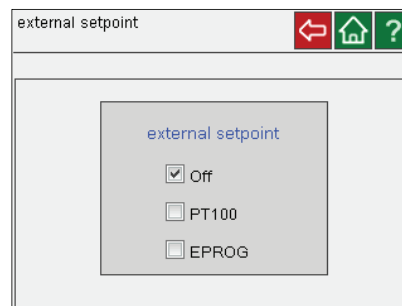 external setpoint
?
external setpoint
Off
PT100
EPROG